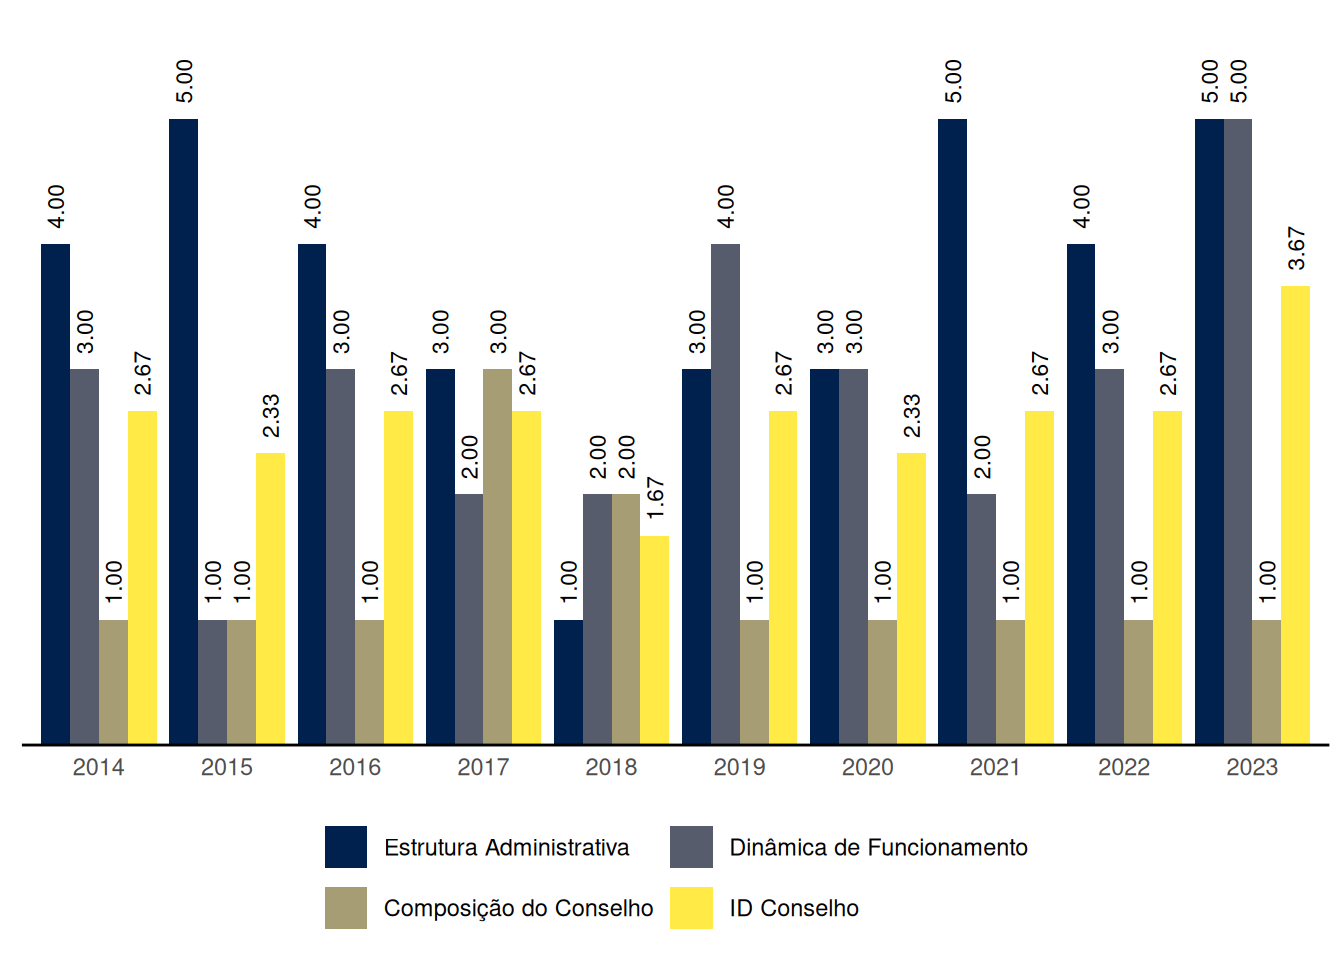 5.00 5.00 5.00 5.00
4.00 4.00 4.00 4.00
3.67
3.00 3.00 3.00 3.00 3.00 3.00 3.00 3.00
2.67 2.67 2.67 2.67 2.67 2.67
2.33 2.33
2.00 2.00 2.00 2.00
1.67
1.00 1.00 1.00 1.00 1.00 1.00 1.00 1.00 1.00 1.00
2014 2015 2016 2017 2018 2019 2020 2021 2022 2023
Estrutura Administrativa Dinâmica de Funcionamento
Composição do Conselho ID Conselho